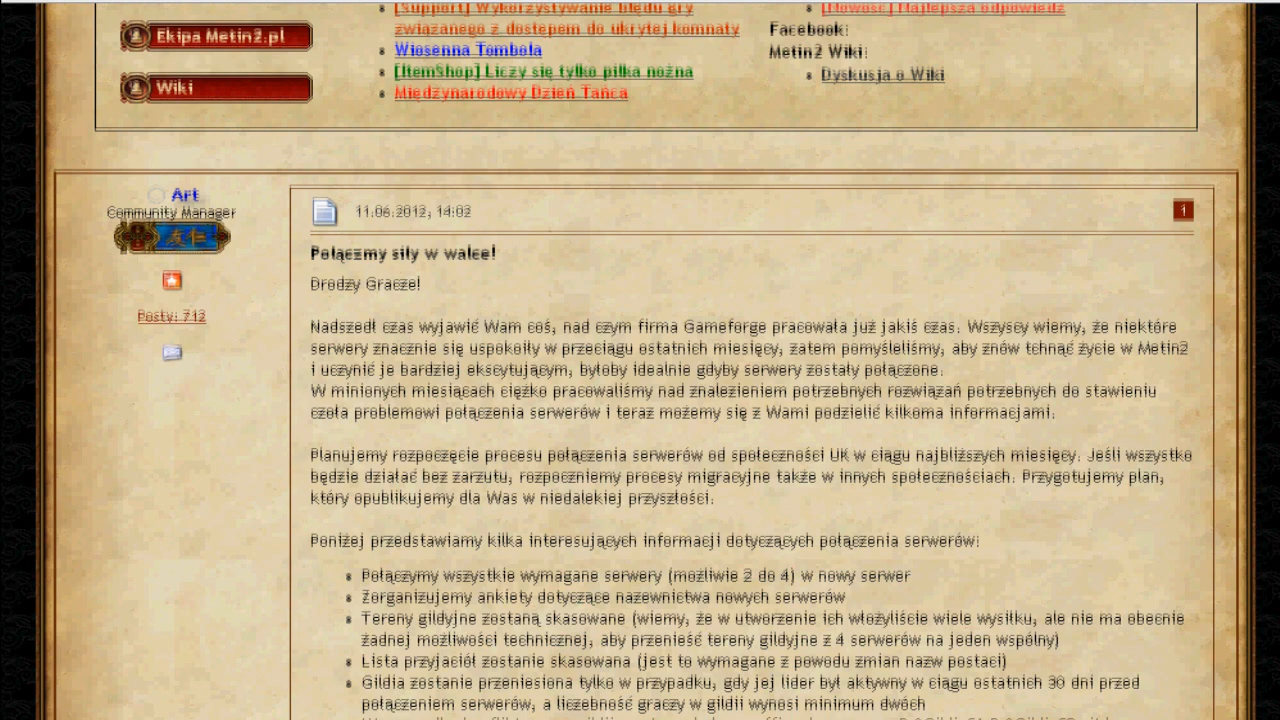 [Support] Wykorzystywanie błędu gry
związanego z dostępem do ukrytej komnaty
Wiosenna Tombola
[ItemShop] Liczy się tylko piłka nożna
Międzynarodowy Dzień Tańca
[Nowość] Najlepsza odpowiedź
Facebook:
Metin2 Wiki:
Dyskusja o Wiki
Ekipa Metin2.pl
Wiki
Art
Community Manager
友仁
Posty: 712
11.06.2012, 14:02
1
Połączmy siły w walce!
Drodzy Gracze!
Nadszedł czas wyjawić Wam coś, nad czym firma Gameforge pracowała już jakiś czas. Wszyscy wiemy, że niektóre
serwery znacznie się uspokoiły w przeciągu ostatnich miesięcy, zatem pomyśleliśmy, aby znów tchnąć życie w Metin2
i uczynić je bardziej ekscytującym, byłoby idealnie gdyby serwery zostały połączone.
W minionych miesiącach ciężko pracowaliśmy nad znalezieniem potrzebnych rozwiązań potrzebnych do stawieniu
czoła problemowi połączenia serwerów i teraz możemy się z Wami podzielić kilkoma informacjami.
Planujemy rozpoczęcie procesu połączenia serwerów od społeczności UK w ciągu najbliższych miesięcy. Jeśli wszystko
będzie działać bez zarzutu, rozpoczniemy procesy migracyjne także w innych społecznościach. Przygotujemy plan,
który opublikujemy dla Was w niedalekiej przyszłości.
Poniżej przedstawiamy kilka interesujących informacji dotyczących połączenia serwerów:
Połączymy wszystkie wymagane serwery (możliwie 2 do 4) w nowy serwer
Zorganizujemy ankiety dotyczące nazewnictwa nowych serwerów
Tereny gildyjne zostaną skasowane (wiemy, że w utworzenie ich włożyliście wiele wysiłku, ale nie ma obecnie
żadnej możliwości technicznej, aby przenieść tereny gildyjne z 4 serwerów na jeden wspólny)
Lista przyjaciół zostanie skasowana (jest to wymagane z powodu zmian nazw postaci)
Gildia zostanie przeniesiona tylko w przypadku, gdy jej lider był aktywny w ciągu ostatnich 30 dni przed
połączeniem serwerów, a liczebność graczy w gildii wynosi minimum dwóch